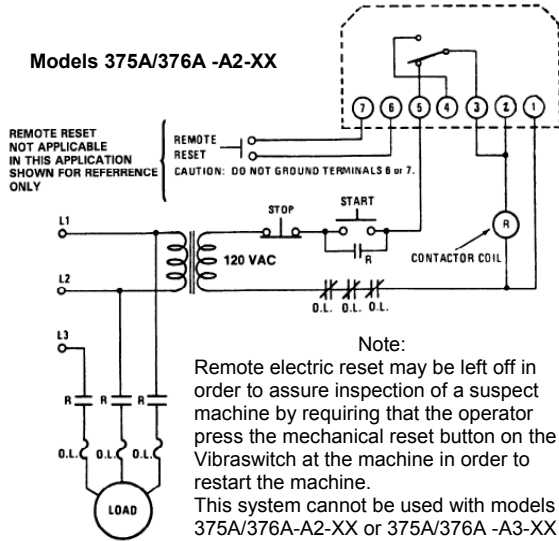 Models 375A/376A -A2-XX
7 6 5 4 3 2 1
REMOTE RESET
NOT APPLICABLE
IN THIS APPLICATION
SHOWN FOR REFERRENCE
ONLY
REMOTE
RESET
CAUTION: DO NOT GROUND TERMINALS 6 or 7.
L1
STOP
START
R
R
CONTACTOR COIL
120 VAC
L2
O.L. O.L. O.L.
L3
R R R
O.L. O.L. O.L.
LOAD
Note:
Remote electric reset may be left off in
order to assure inspection of a suspect
machine by requiring that the operator
press the mechanical reset button on the
Vibraswitch at the machine in order to
restart the machine.
This system cannot be used with models
375A/376A-A2-XX or 375A/376A -A3-XX